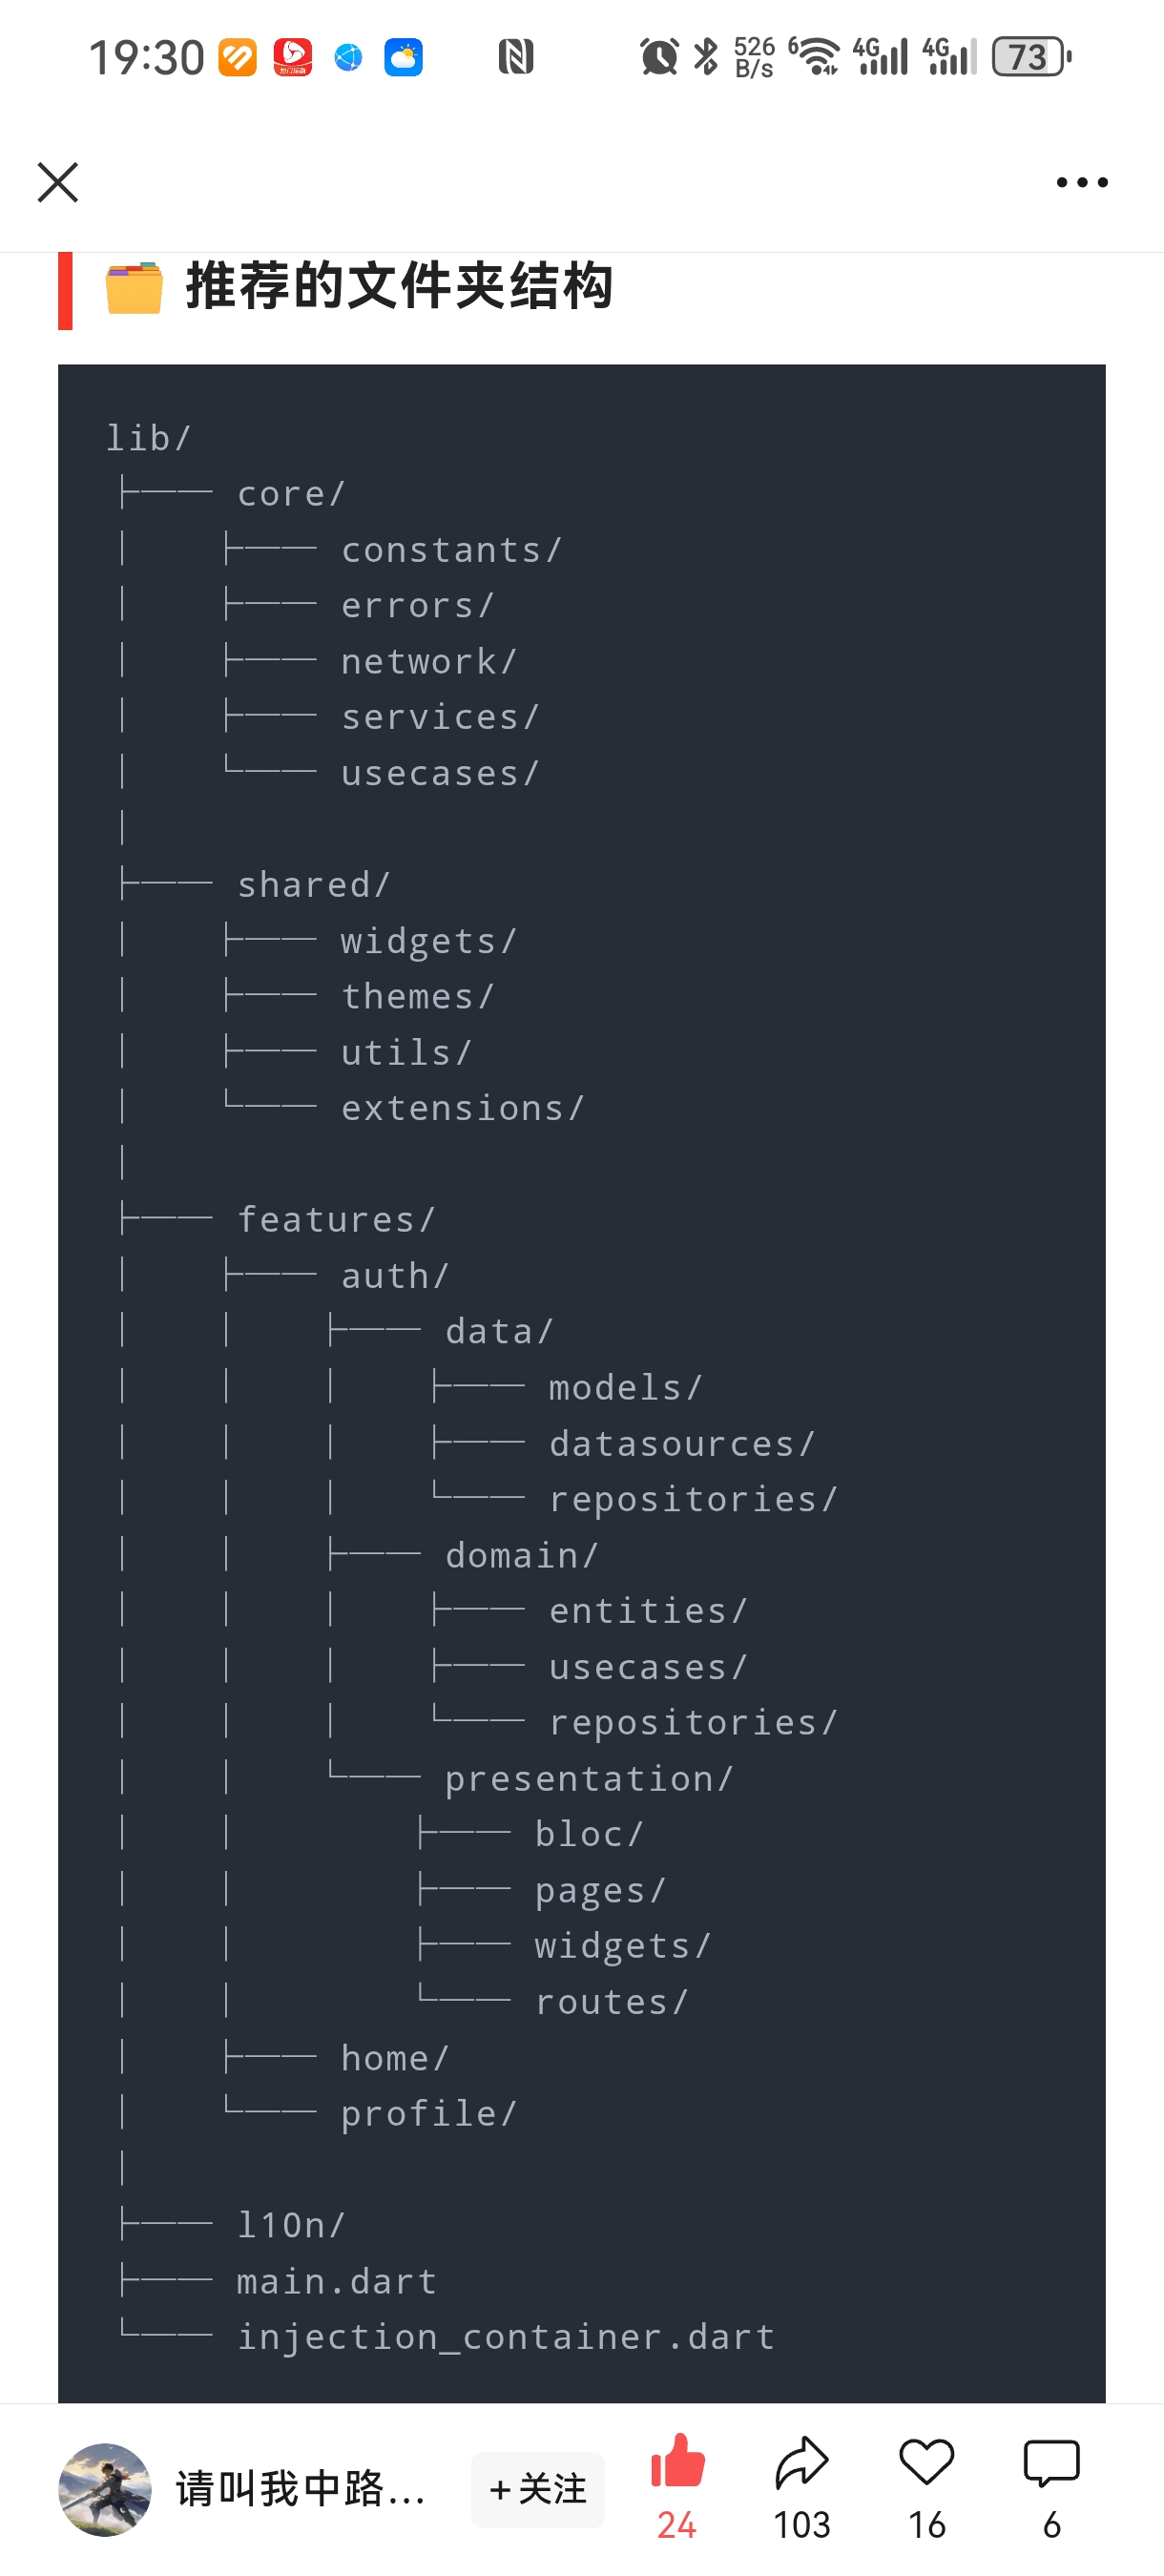 19:30 526 B/s 6 4G 4G 73
推荐的文件夹结构
lib/
├── core/
│   ├── constants/
│   ├── errors/
│   ├── network/
│   ├── services/
│   └── usecases/
│
├── shared/
│   ├── widgets/
│   ├── themes/
│   ├── utils/
│   └── extensions/
│
├── features/
│   ├── auth/
│   │   ├── data/
│   │   │   ├── models/
│   │   │   ├── datasources/
│   │   │   └── repositories/
│   │   ├── domain/
│   │   │   ├── entities/
│   │   │   ├── usecases/
│   │   │   └── repositories/
│   │   └── presentation/
│   │       ├── bloc/
│   │       ├── pages/
│   │       ├── widgets/
│   │       └── routes/
│   ├── home/
│   └── profile/
│
├── l10n/
├── main.dart
└── injection_container.dart
请叫我中路... +关注
24 103 16 6